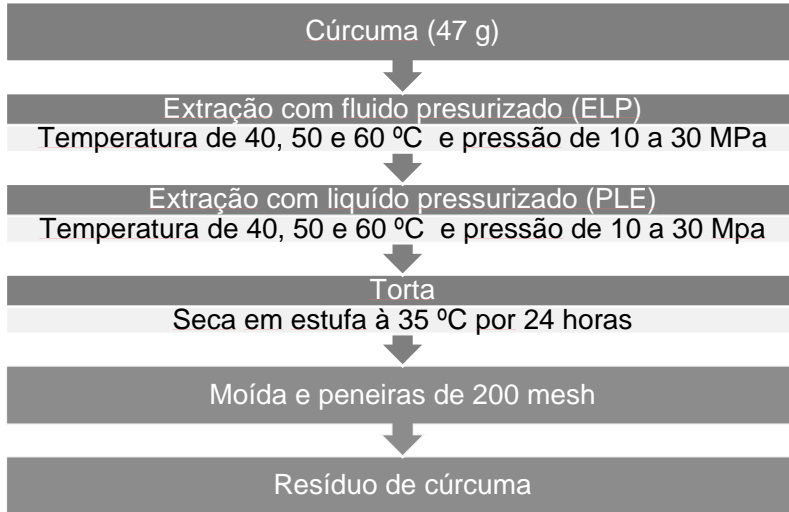 Cúrcuma (47 g)
Extração com fluido presurizado (ELP)
Temperatura de 40, 50 e 60 ºC  e pressão de 10 a 30 MPa
Extração com liquído pressurizado (PLE)
Temperatura de 40, 50 e 60 ºC  e pressão de 10 a 30 Mpa
Torta
Seca em estufa à 35 ºC por 24 horas
Moída e peneiras de 200 mesh
Resíduo de cúrcuma